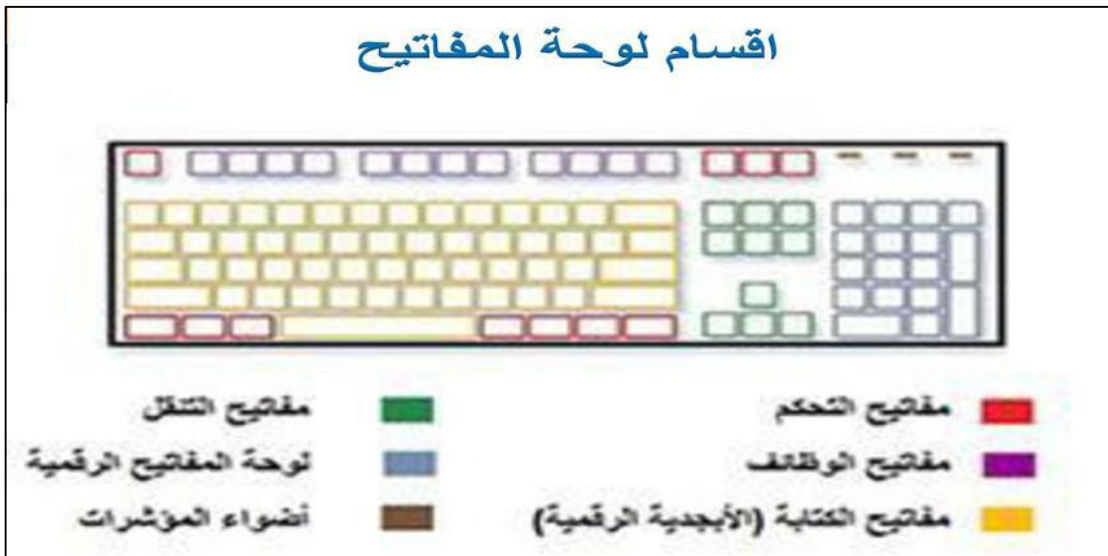 اقسام لوحة المفاتيح
مفاتيح التحكم
مفاتيح التنقل
مفاتيح الوظائف
لوحة المفاتيح الرقمية
مفاتيح الكتابة (الأبجدية الرقمية)
أضواء المؤشرات